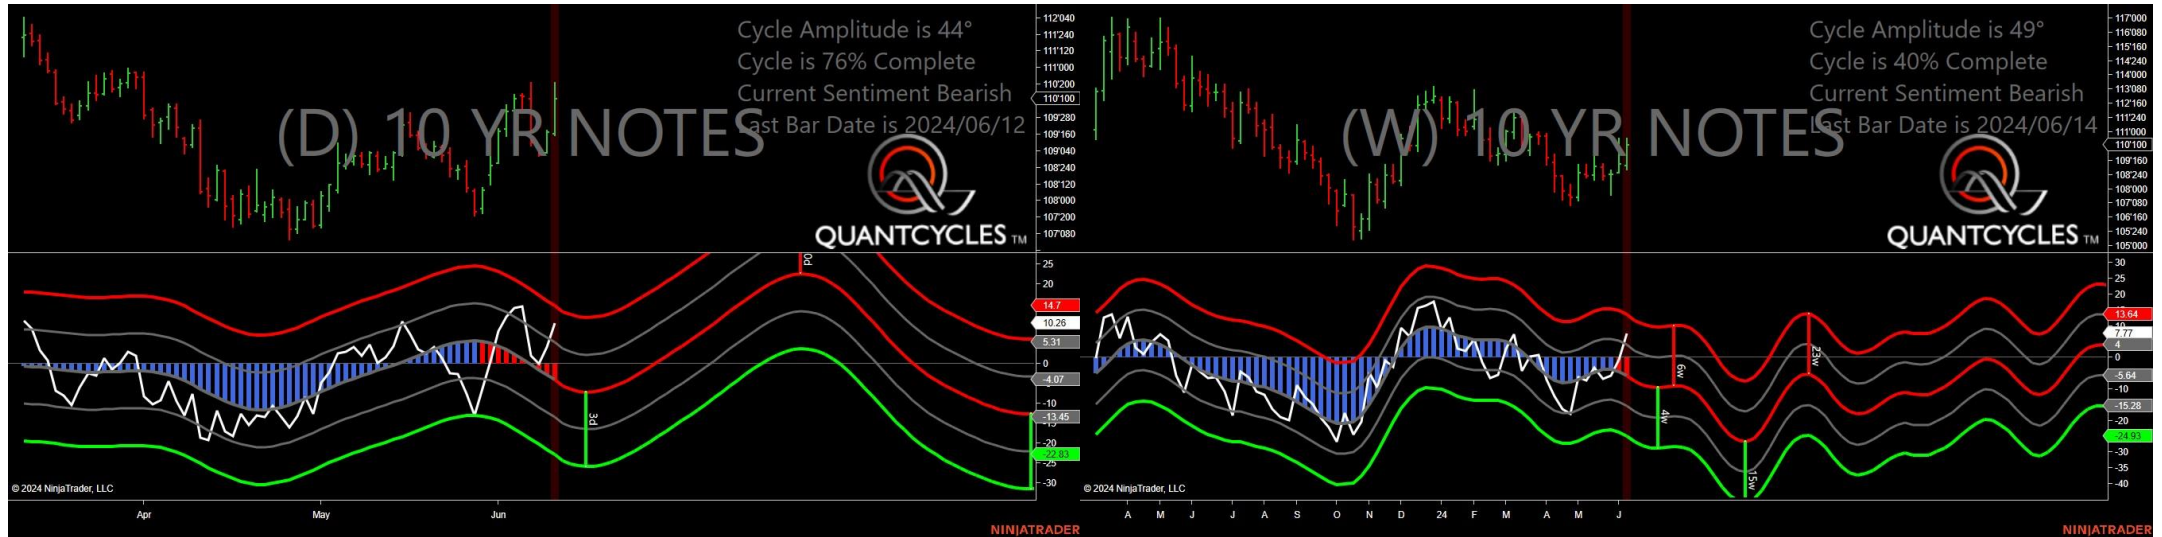 Cycle Amplitude is 44°
Cycle is 76% Complete
Current Sentiment Bearish
Last Bar Date is 2024/06/12
(D) 10 YR NOTES
QUANTCYCLES TM
112'040
111'240
111'120
111'000
110'200
110'100
109'280
109'160
109'040
108'240
108'120
108'000
107'200
107'080
25
20
14.7
10.26
5.31
0
-4.07
-10
-13.45
-20
-22.83
-25
-30
3d
0d
© 2024 NinjaTrader, LLC
Apr May Jun
NINJATRADER
Cycle Amplitude is 49°
Cycle is 40% Complete
Current Sentiment Bearish
Last Bar Date is 2024/06/14
(W) 10 YR NOTES
QUANTCYCLES TM
117'000
116'080
115'160
114'240
114'000
113'080
112'160
111'240
111'000
110'100
109'160
108'240
108'000
107'080
106'160
105'240
105'000
30
25
20
13.64
7.77
4
0
-5.64
-10
-15.28
-20
-24.93
-30
-35
-40
6w
4w
15w
23w
© 2024 NinjaTrader, LLC
A M J J A S O N D 24 F M A M J
NINJATRADER